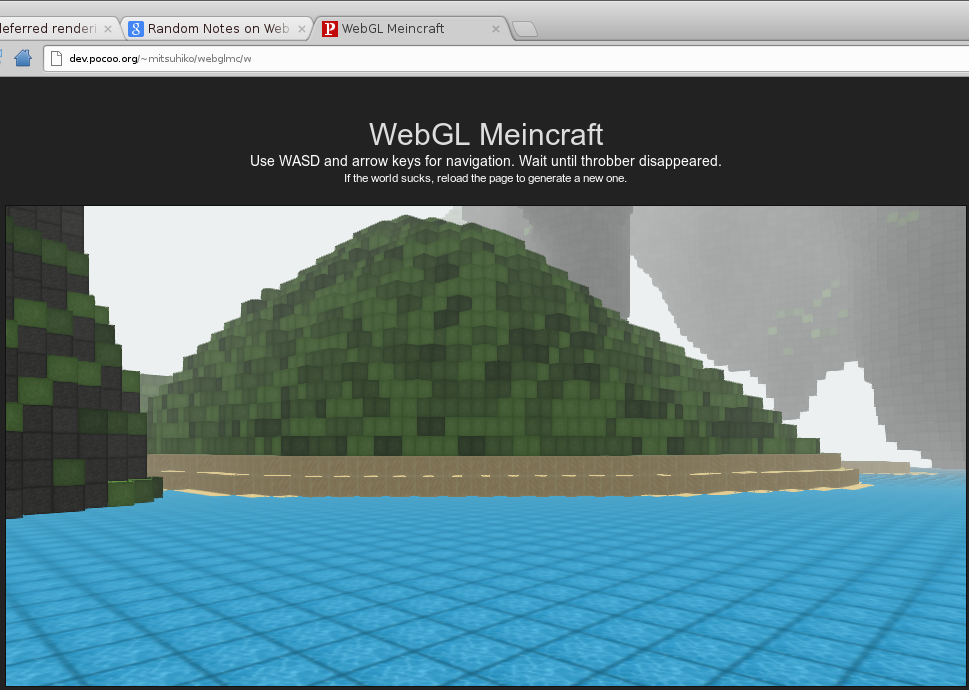 deferred renderi
Random Notes on Web
WebGL Meincraft
dev.pocoo.org/~mitsuhiko/webglmc/w
WebGL Meincraft
Use WASD and arrow keys for navigation. Wait until throbber disappeared.
If the world sucks, reload the page to generate a new one.